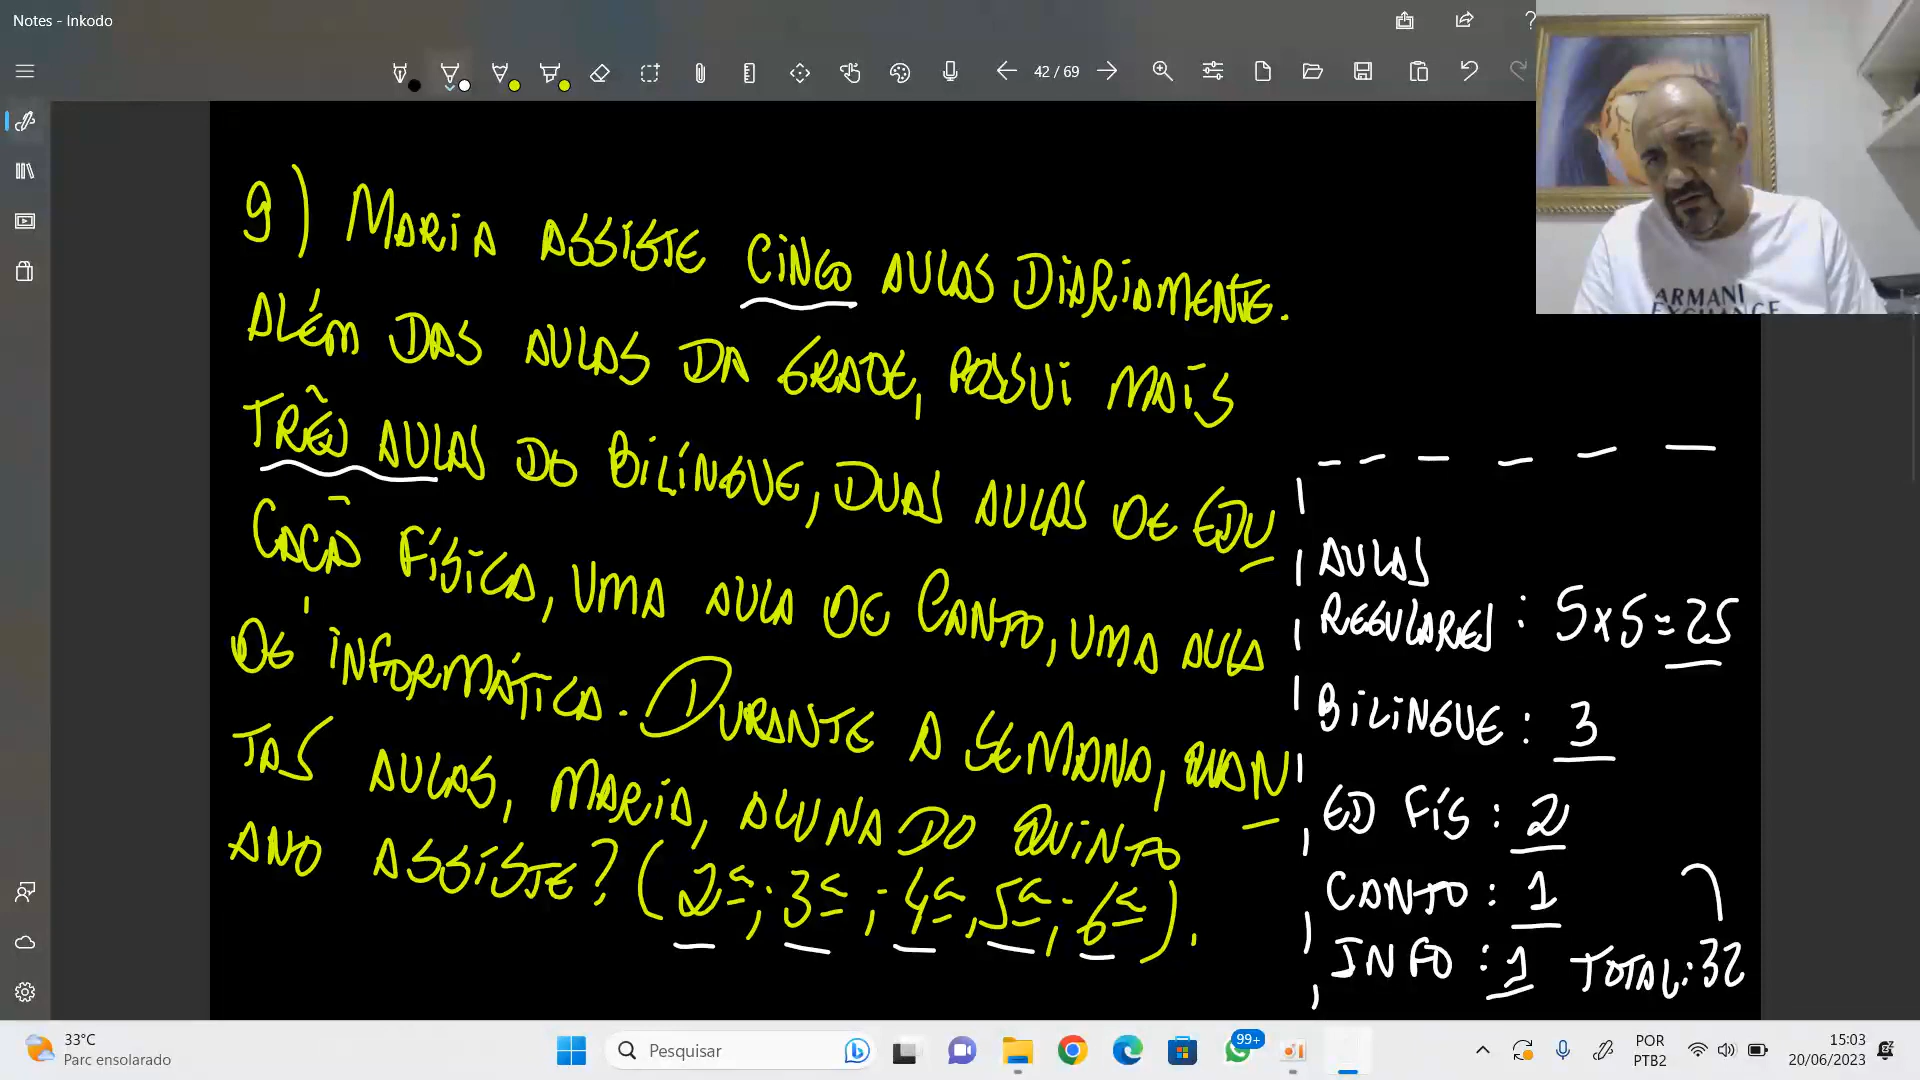 Notes - Inkodo
42 / 69
ARMANI
EXCHANGE
9) MARIA ASSISTE CINCO AULAS DIARIAMENTE.
ALÉM DAS AULAS DA GRADE, POSSUI MAIS
TRÊS AULAS DO BILÍNGUE, DUAS AULAS DE EDU
CAÇÃ FÍSICA, UMA AULA DE CANTO, UMA AULA
DE INFORMÁTICA. DURANTE A SEMANA, QUAN
TAS AULAS, MARIA, ALUNA DO QUINTO
ANO ASSISTE? (2ª; 3ª; 4ª, 5ª; 6ª).
AULAS
REGULARES: 5x5=25
BILINGUE: 3
ED FÍS: 2
CANTO: 1
INFO: 1 TOTAL: 32
33°C
Parc ensolarado
Pesquisar
99+
POR
PTB2
15:03
20/06/2023